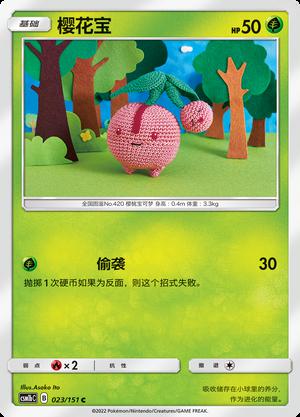 基础 樱花宝 HP 50
全国图鉴No.420 樱桃宝可梦 身高：0.4m 体重：3.3kg
偷袭 30
抛掷1次硬币如果为反面，则这个招式失败。
弱点 ×2 抗性 撤退
Illus.Asako Ito
csm1bC B 023/151 C
吸收储存在小球里的养分，
作为进化的能量。
©2022 Pokémon/Nintendo/Creatures/GAME FREAK.